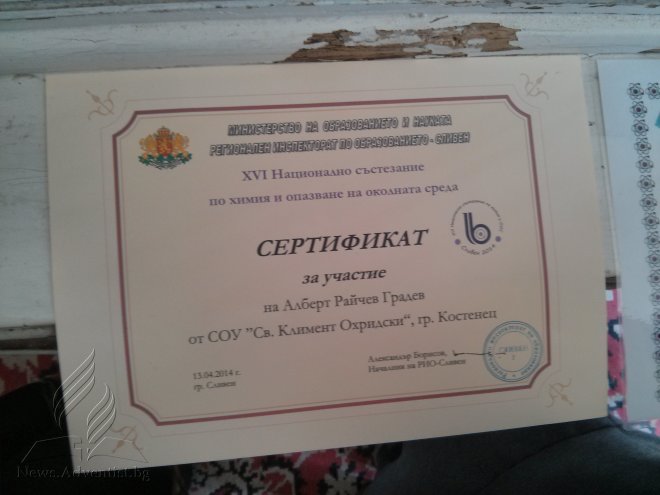 МИНИСТЕРСТВО НА ОБРАЗОВАНИЕТО И НАУКАТА
РЕГИОНАЛЕН ИНСПЕКТОРАТ ПО ОБРАЗОВАНИЕТО - СЛИВЕН
XVI Национално състезание
по химия и опазване на околната среда
СЕРТИФИКАТ
за участие
на Алберт Райчев Градев
от СОУ "Св. Климент Охридски“, гр. Костенец
13.04.2014 г.
гр. Сливен
Александър Борисов,
Началник на РИО-Сливен
Сливен 2014
News.Adventist.bg